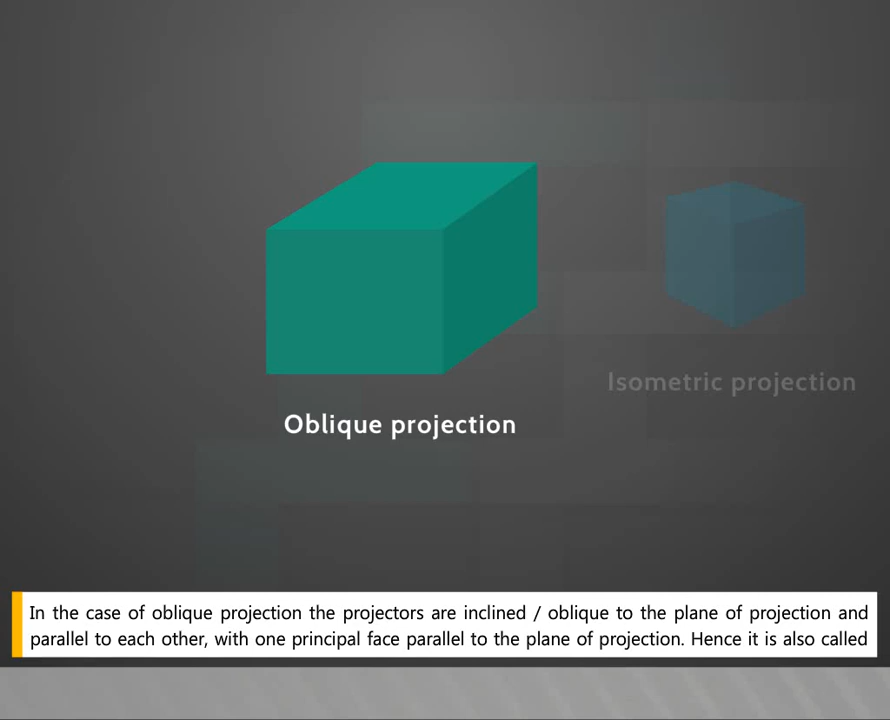 Isometric projection
Oblique projection
In the case of oblique projection the projectors are inclined / oblique to the plane of projection and
parallel to each other, with one principal face parallel to the plane of projection. Hence it is also called